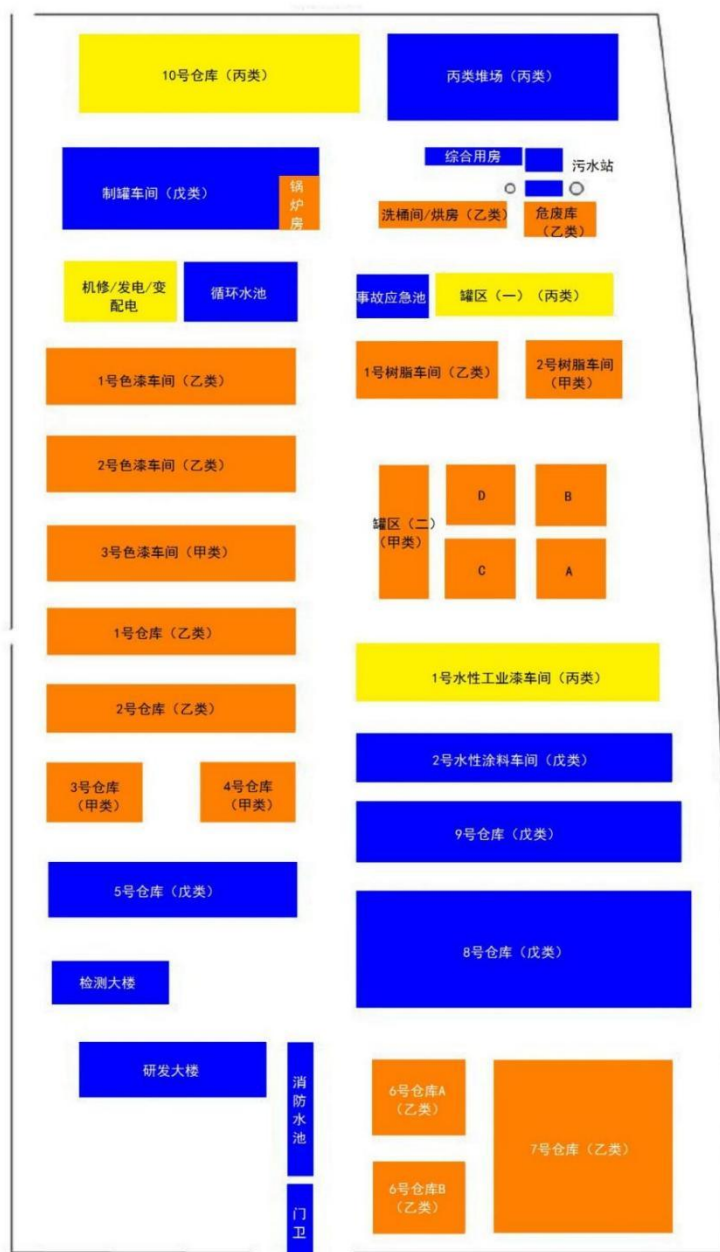 10号仓库（丙类）
丙类堆场（丙类）
综合用房
污水站
制罐车间（戊类）
锅
炉
房
洗桶间/烘房（乙类）
危废库
（乙类）
机修/发电/变
配电
循环水池
事故应急池
罐区（一）（丙类）
1号色漆车间（乙类）
1号树脂车间（乙类）
2号树脂车间
（甲类）
2号色漆车间（乙类）
罐区（二）
（甲类）
D
B
C
A
3号色漆车间（甲类）
1号仓库（乙类）
2号仓库（乙类）
1号水性工业漆车间（丙类）
3号仓库
（甲类）
4号仓库
（甲类）
2号水性涂料车间（戊类）
9号仓库（戊类）
5号仓库（戊类）
8号仓库（戊类）
检测大楼
研发大楼
消
防
水
池
门
卫
6号仓库A
（乙类）
7号仓库（乙类）
6号仓库B
（乙类）